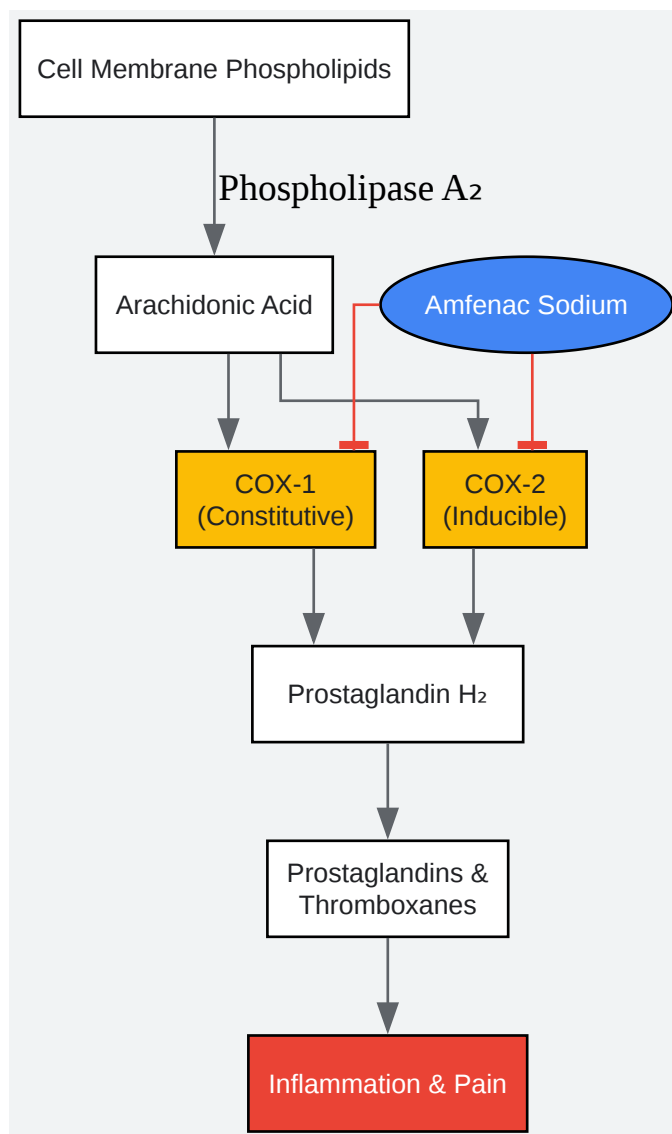 Cell Membrane Phospholipids
Phospholipase A₂
Arachidonic Acid
Amfenac Sodium
COX-1
(Constitutive)
COX-2
(Inducible)
Prostaglandin H₂
Prostaglandins &
Thromboxanes
Inflammation & Pain